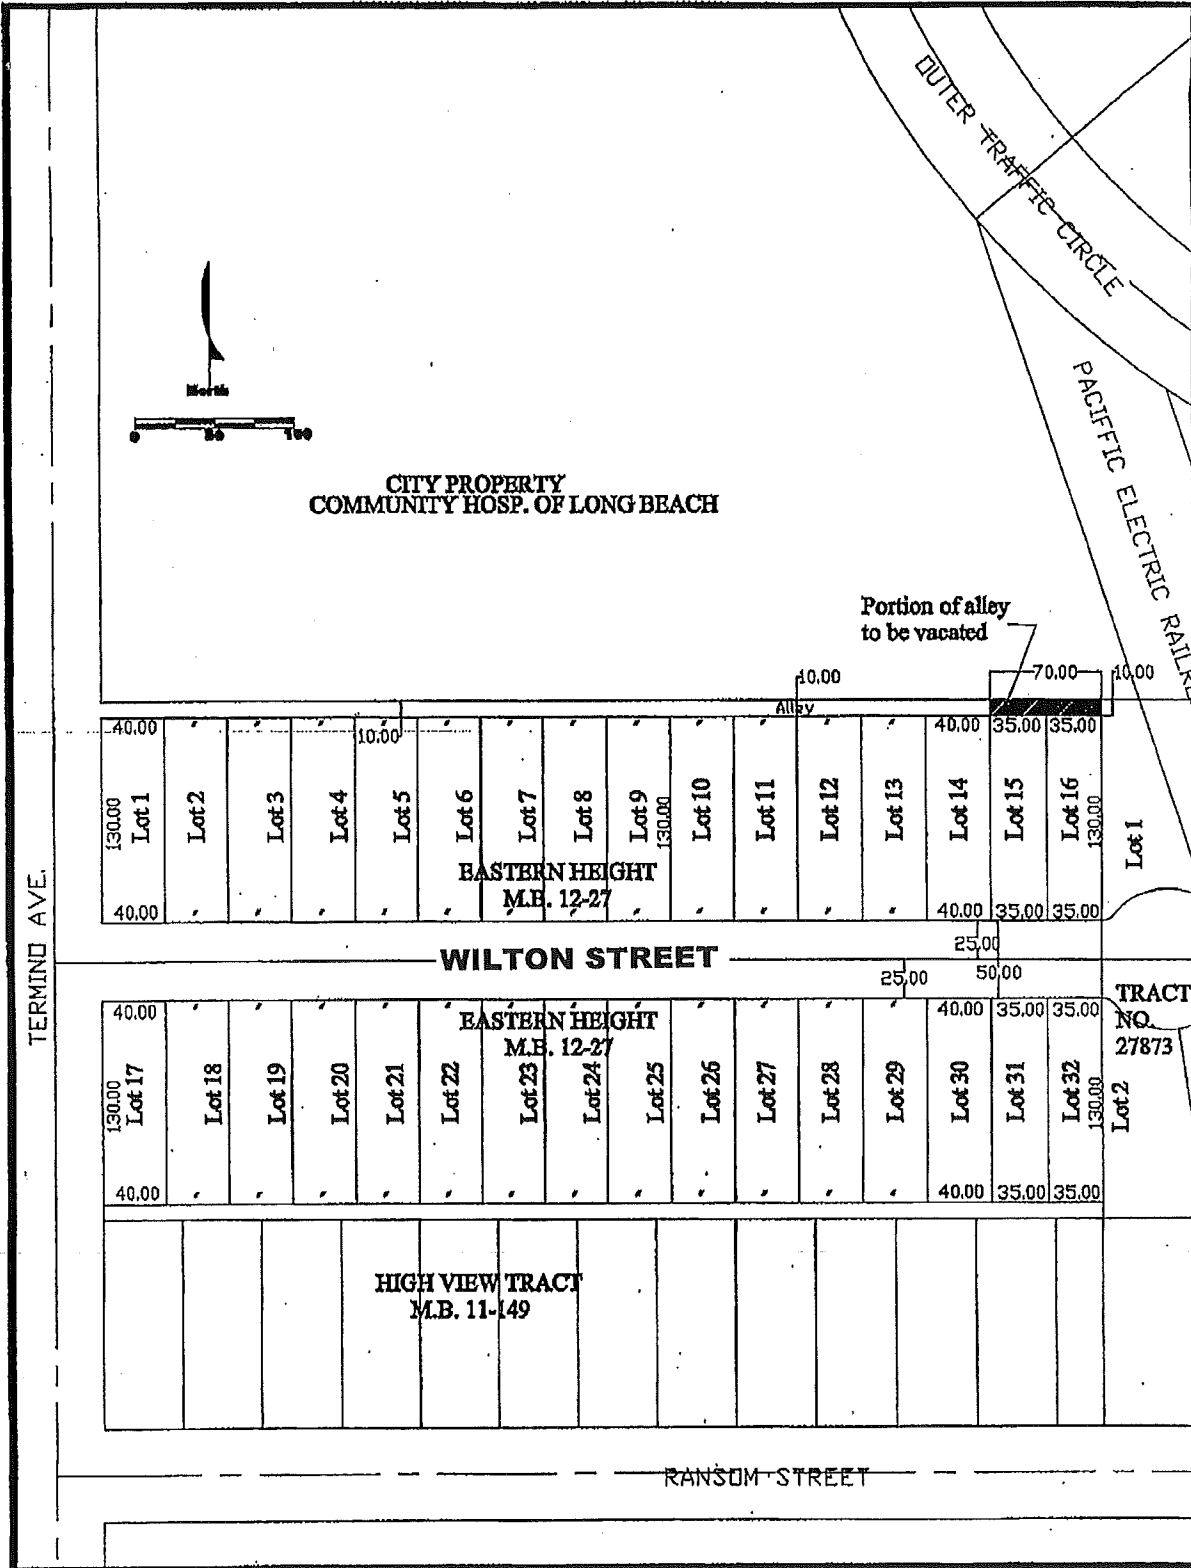 OUTER TRAFFIC CIRCLE
North
0 50 100
PACIFFIC ELECTRIC
CITY PROPERTY
COMMUNITY HOSP. OF LONG BEACH
Portion of alley
to be vacated
10.00 70.00 10.00
Alley
40.00 " " " " " " " " " " " " 40.00 35.00 35.00
10.00
130.00 Lot 1 Lot 2 Lot 3 Lot 4 Lot 5 Lot 6 Lot 7 Lot 8 Lot 9 130.00 Lot 10 Lot 11 Lot 12 Lot 13 Lot 14 Lot 15 Lot 16 130.00 Lot 1
EASTERN HEIGHT
M.B. 12-27
40.00 " " " " " " " " " " " " 40.00 35.00 35.00
TERMINO AVE.
WILTON STREET
25.00
25.00 50.00
40.00 " " " " " " " " " " " " 40.00 35.00 35.00
EASTERN HEIGHT
M.B. 12-27
TRACT
NO.
27873
130.00 Lot 17 Lot 18 Lot 19 Lot 20 Lot 21 Lot 22 Lot 23 Lot 24 Lot 25 Lot 26 Lot 27 Lot 28 Lot 29 Lot 30 Lot 31 Lot 32 130.00 Lot 2
40.00 " " " " " " " " " " " " 40.00 35.00 35.00
HIGH VIEW TRACT
M.B. 11-149
RANSOM STREET